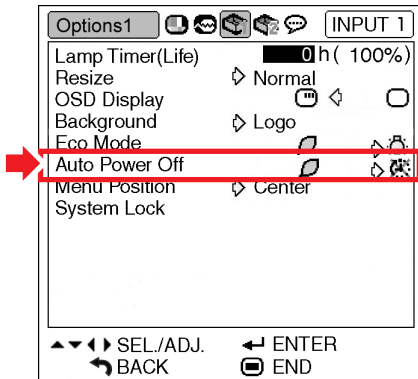 Options1 INPUT 1
Lamp Timer(Life) 0 h( 100%)
Resize Normal
OSD Display
Background Logo
Eco Mode
Auto Power Off
Menu Position Center
System Lock
SEL./ADJ. ENTER
BACK END